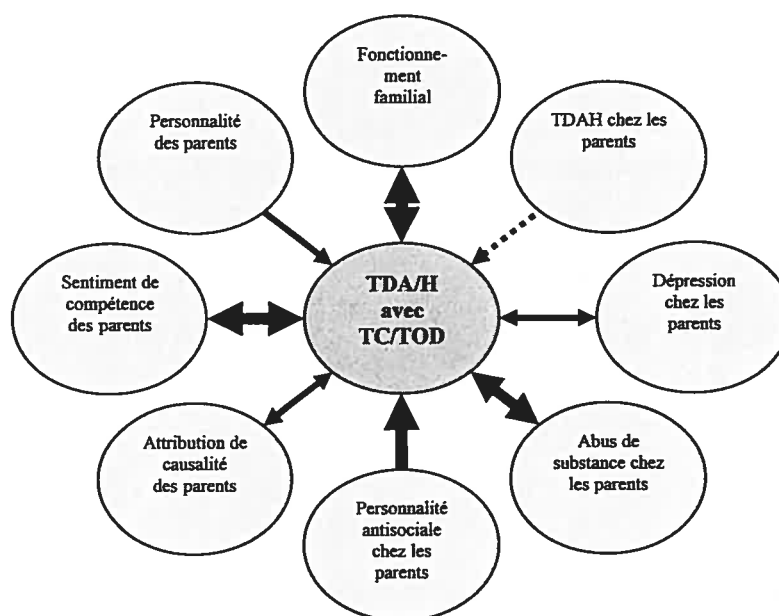 Fonctionne-
ment
familial
Personnalité
des parents
TDAH chez les
parents
Sentiment de
compétence
des parents
TDA/H
avec
TC/TOD
Dépression
chez les
parents
Attribution de
causalité
des parents
Abus de
substance chez
les parents
Personnalité
antisociale
chez les
parents